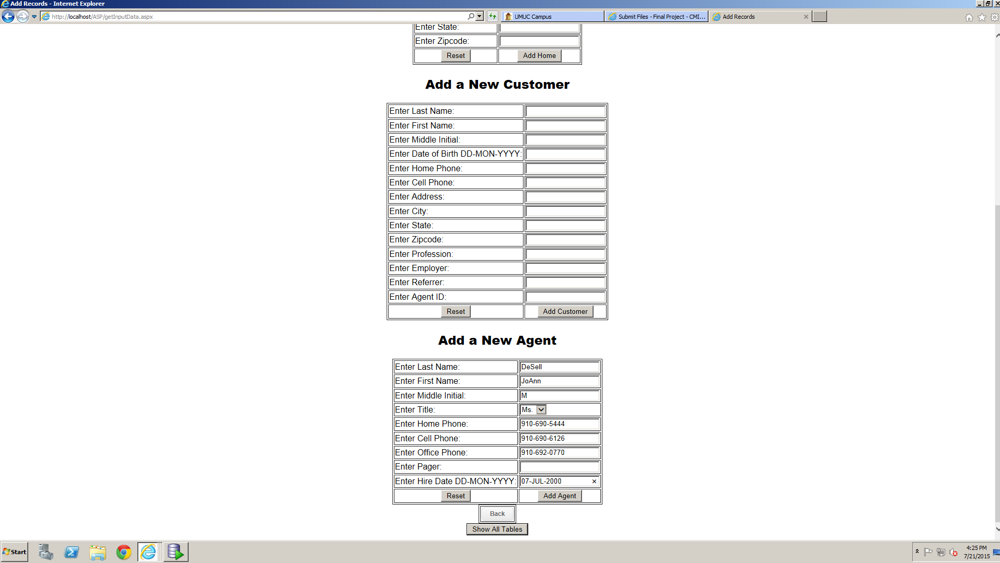 Add Records - Internet Explorer
http://localhost/ASP/getInputData.aspx
UMUC Campus
Submit Files - Final Project - CMI...
Add Records
Enter State:
Enter Zipcode:
Reset Add Home
Add a New Customer
Enter Last Name:
Enter First Name:
Enter Middle Initial:
Enter Date of Birth DD-MON-YYYY:
Enter Home Phone:
Enter Cell Phone:
Enter Address:
Enter City:
Enter State:
Enter Zipcode:
Enter Profession:
Enter Employer:
Enter Referrer:
Enter Agent ID:
Reset Add Customer
Add a New Agent
Enter Last Name: DeSell
Enter First Name: JoAnn
Enter Middle Initial: M
Enter Title: Ms.
Enter Home Phone: 910-690-5444
Enter Cell Phone: 910-690-6126
Enter Office Phone: 910-692-0770
Enter Pager:
Enter Hire Date DD-MON-YYYY: 07-JUL-2000
Reset Add Agent
Back
Show All Tables
Start
4:25 PM
7/21/2015